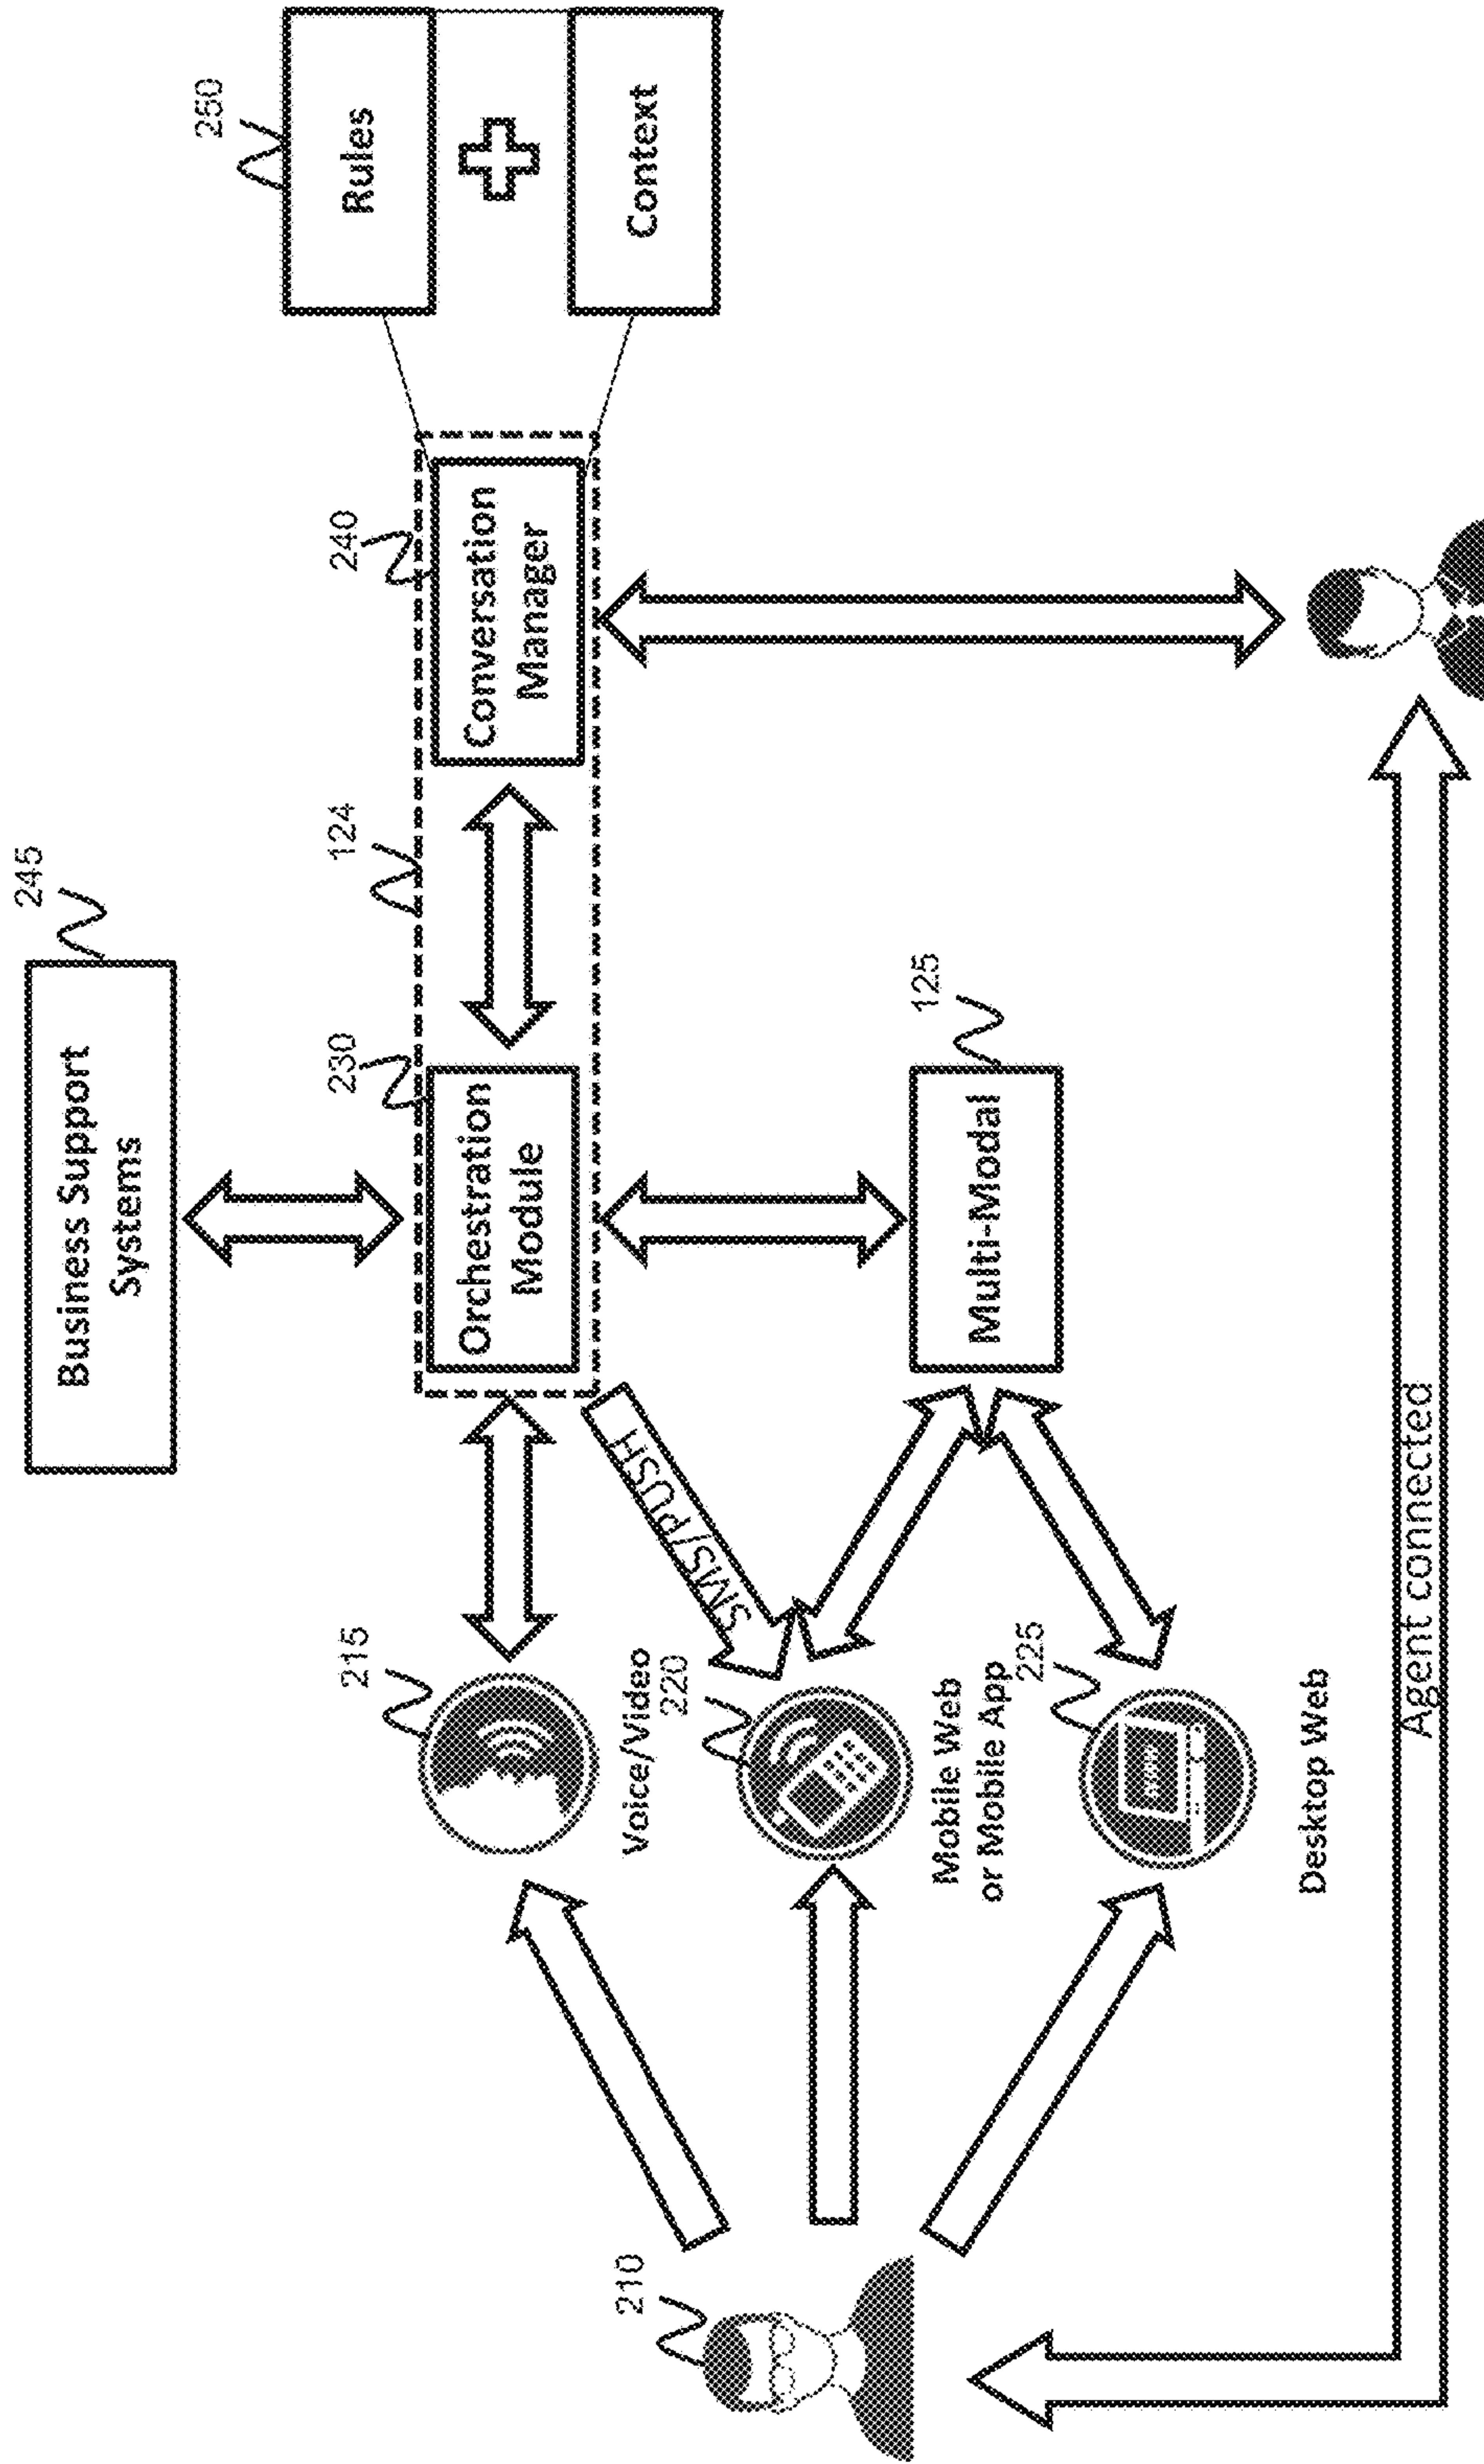 245
Business Support
Systems
250
Rules
Context
240
Conversation
Manager
124
230
Orchestration
Module
125
Multi-Modal
SMS/PUSH
215
Voice/Video
220
Mobile Web
or Mobile App
225
Desktop Web
210
Agent connected